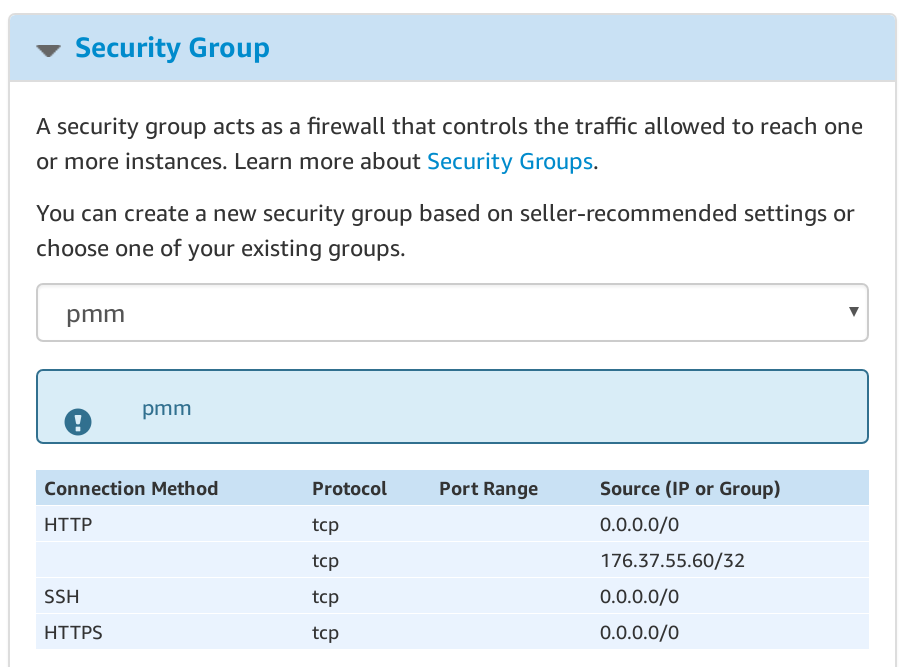 Security Group
A security group acts as a firewall that controls the traffic allowed to reach one
or more instances. Learn more about Security Groups.
You can create a new security group based on seller-recommended settings or
choose one of your existing groups.
pmm
pmm
Connection Method Protocol Port Range Source (IP or Group)
HTTP tcp 0.0.0.0/0
tcp 176.37.55.60/32
SSH tcp 0.0.0.0/0
HTTPS tcp 0.0.0.0/0